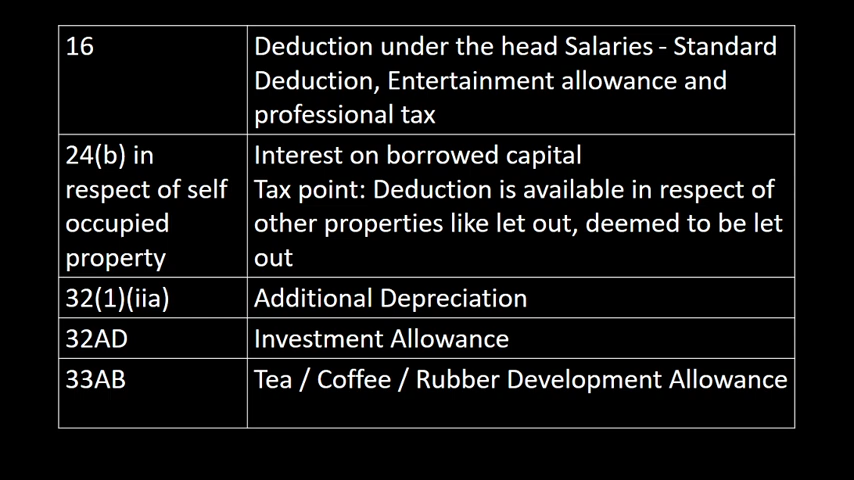 16
Deduction under the head Salaries - Standard
Deduction, Entertainment allowance and
professional tax
24(b) in
respect of self
occupied
property
Interest on borrowed capital
Tax point: Deduction is available in respect of
other properties like let out, deemed to be let
out
32(1)(iia)
Additional Depreciation
32AD
Investment Allowance
33AB
Tea / Coffee / Rubber Development Allowance